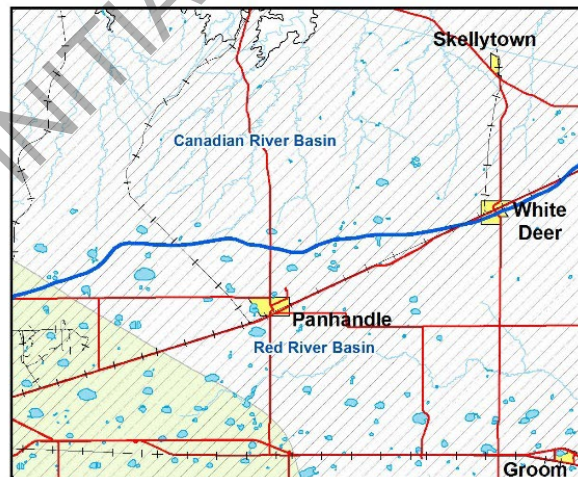 Skellytown
Canadian River Basin
White
Deer
Panhandle
Red River Basin
Groom